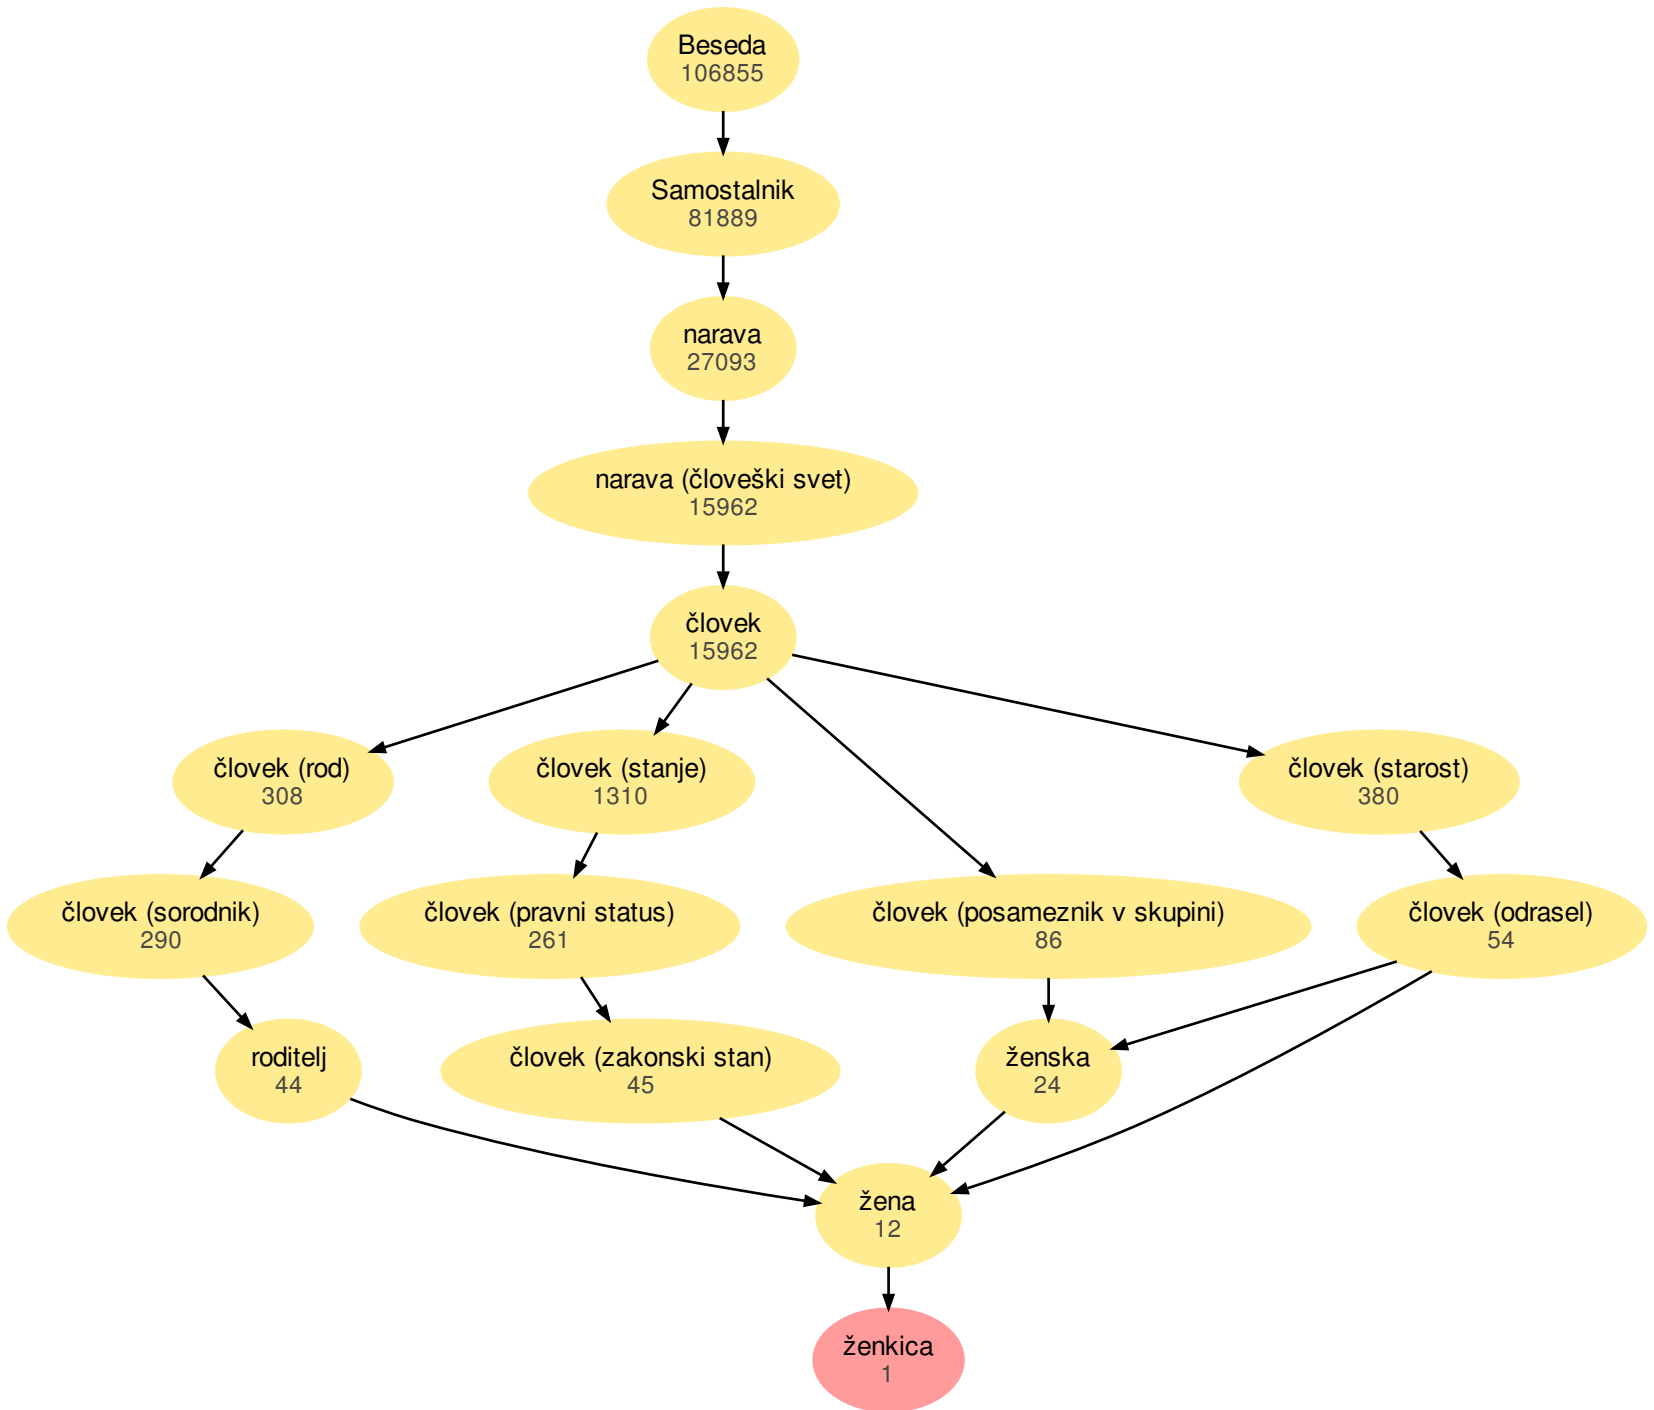 Beseda
106855
Samostalnik
81889
narava
27093
narava (človeški svet)
15962
človek
15962
človek (rod)
308
človek (stanje)
1310
človek (starost)
380
človek (sorodnik)
290
človek (pravni status)
261
človek (posameznik v skupini)
86
človek (odrasel)
54
roditelj
44
človek (zakonski stan)
45
ženska
24
žena
12
ženkica
1